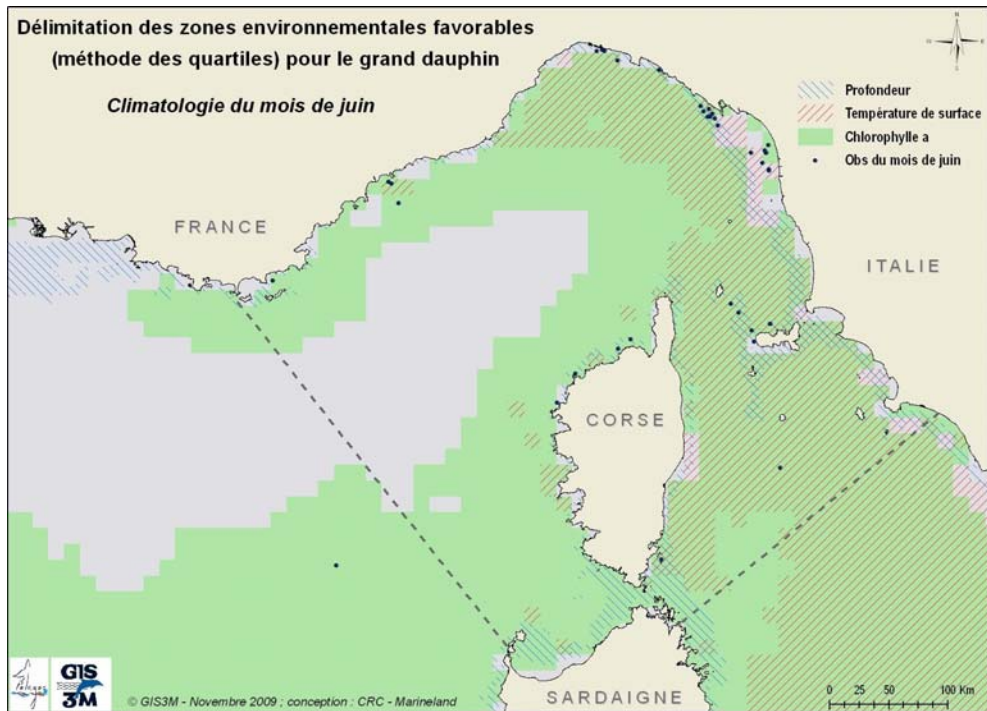 Délimitation des zones environnementales favorables
(méthode des quartiles) pour le grand dauphin
Climatologie du mois de juin
N
Profondeur
Température de surface
Chlorophylle a
Obs du mois de juin
FRANCE
ITALIE
CORSE
SARDAIGNE
GIS
3M
© GIS3M - Novembre 2009 ; conception : CRC - Marineland
0 25 50 100 Km